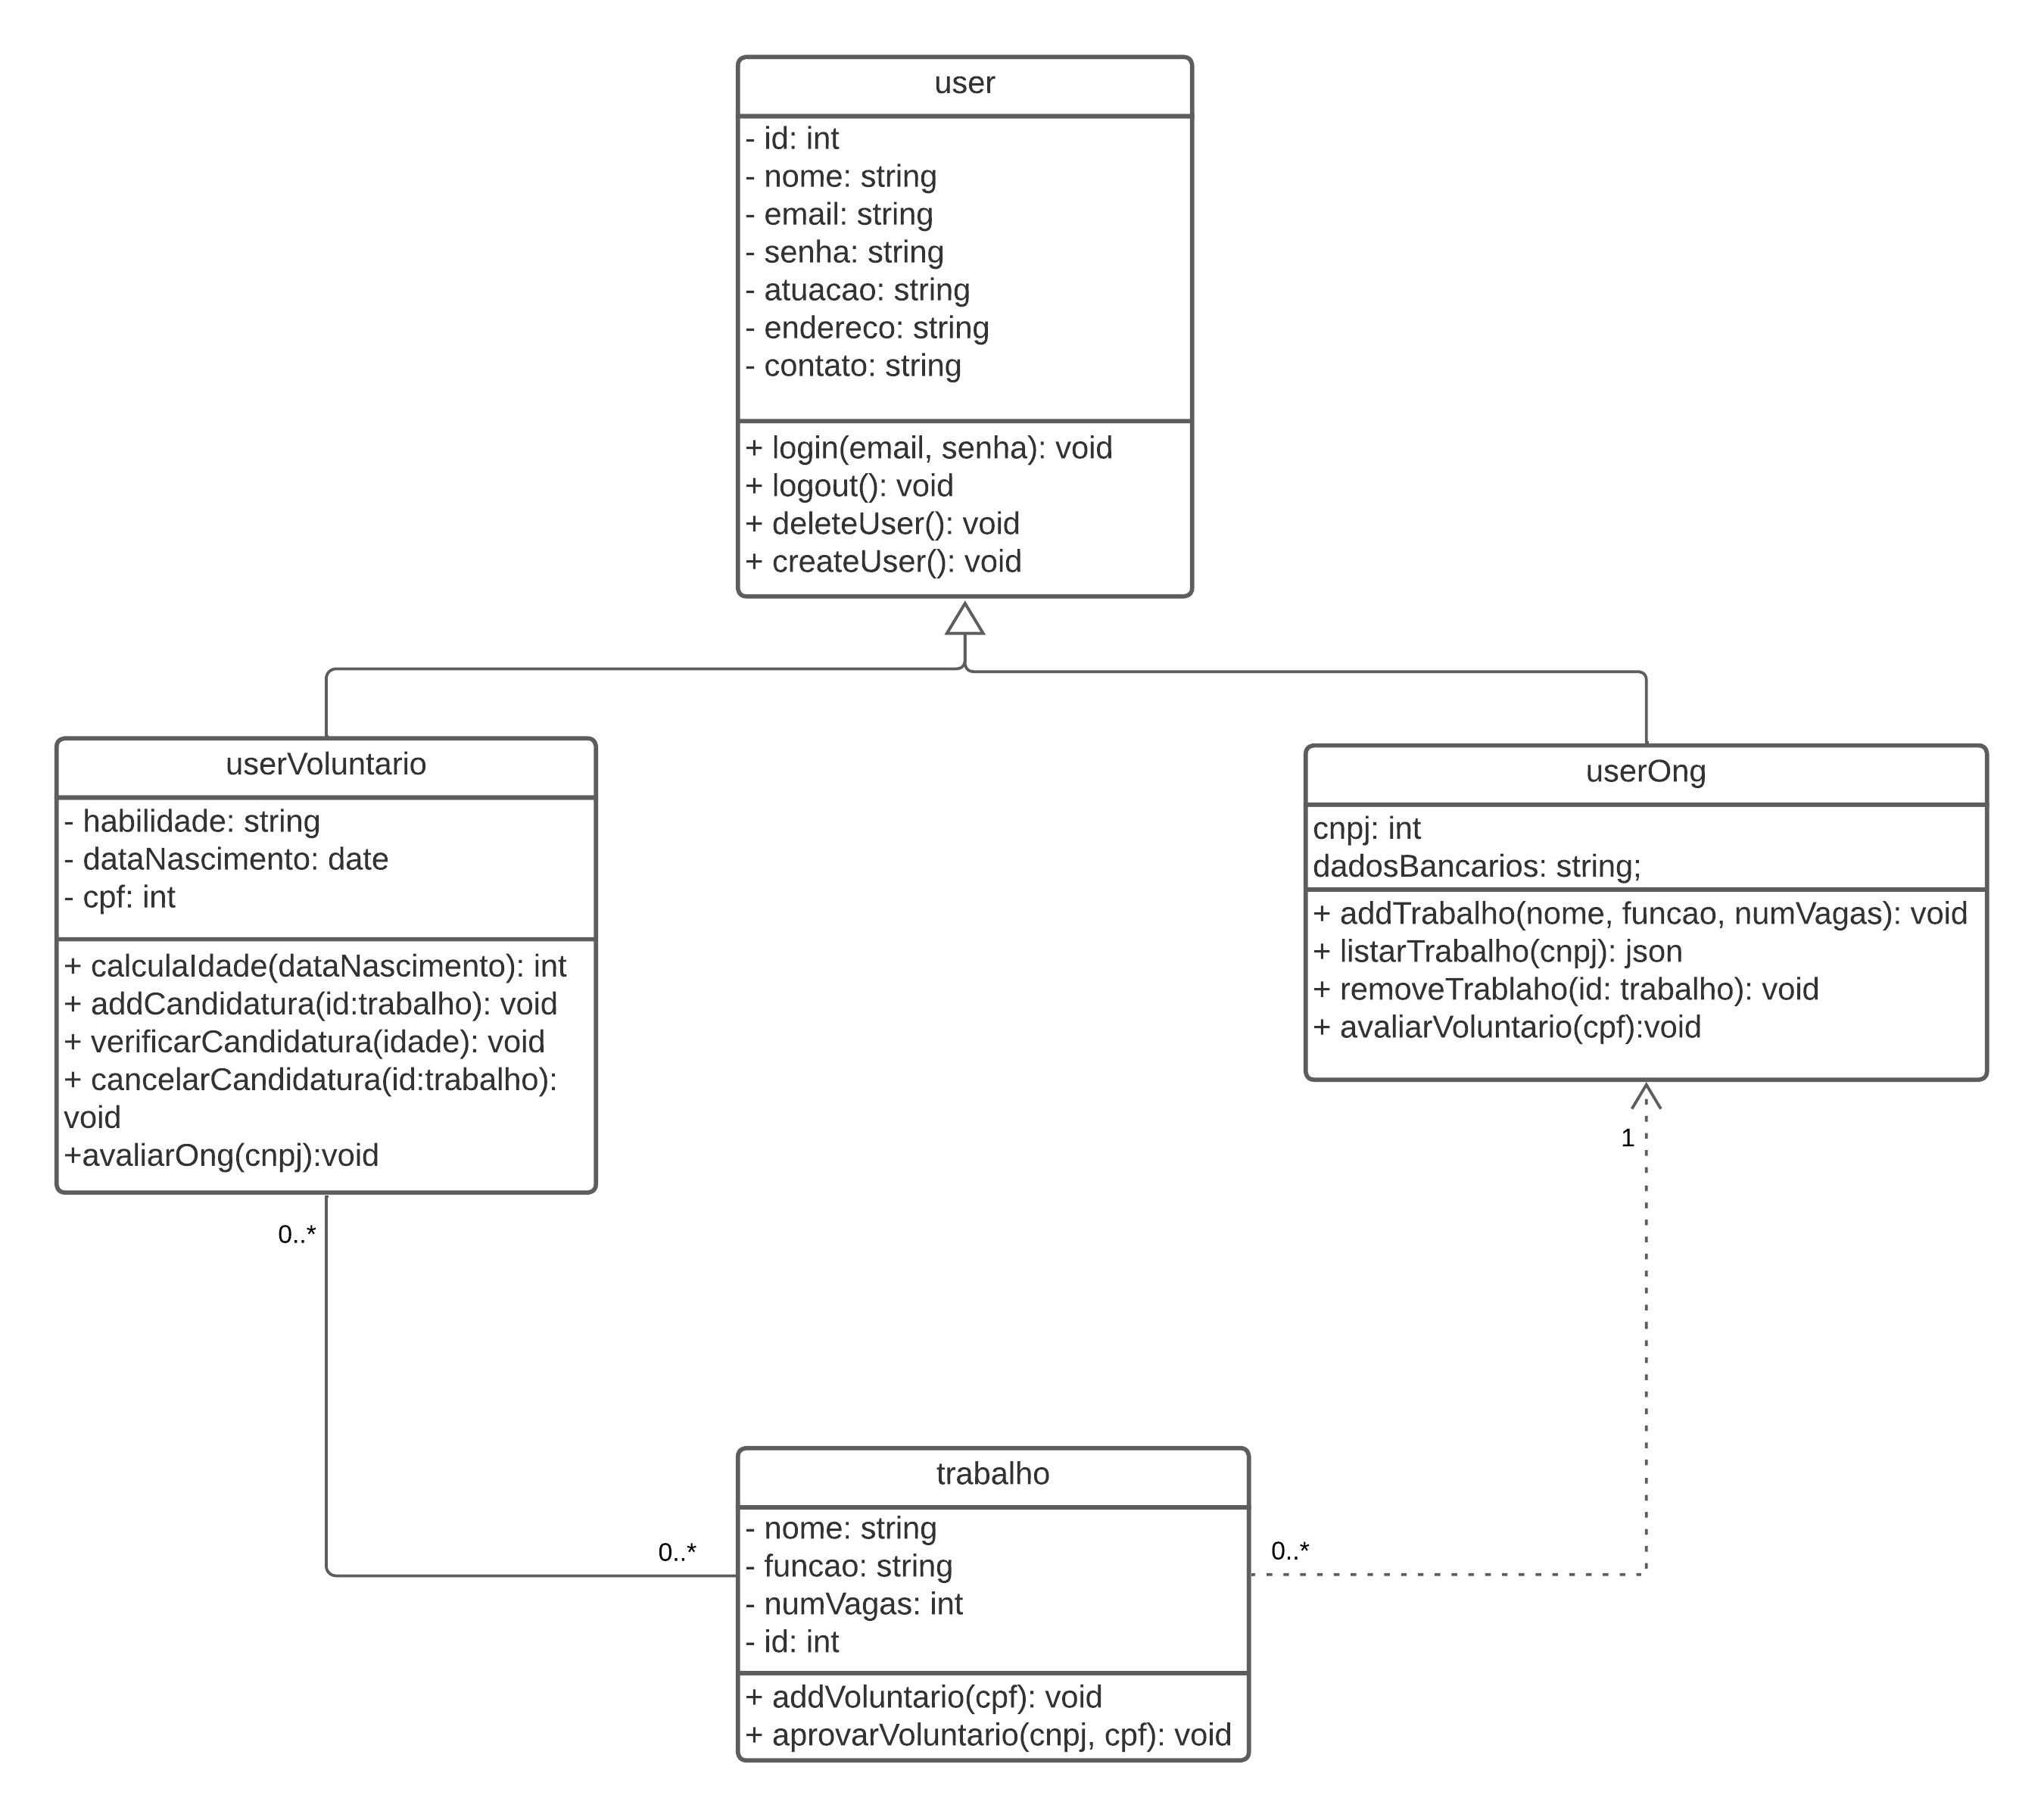 user
- id: int
- nome: string
- email: string
- senha: string
- atuacao: string
- endereco: string
- contato: string
+ login(email, senha): void
+ logout(): void
+ deleteUser(): void
+ createUser(): void
userVoluntario
- habilidade: string
- dataNascimento: date
- cpf: int
+ calculaIdade(dataNascimento): int
+ addCandidatura(id:trabalho): void
+ verificarCandidatura(idade): void
+ cancelarCandidatura(id:trabalho):
void
+avaliarOng(cnpj):void
userOng
cnpj: int
dadosBancarios: string;
+ addTrabalho(nome, funcao, numVagas): void
+ listarTrabalho(cnpj): json
+ removeTrablaho(id: trabalho): void
+ avaliarVoluntario(cpf):void
1
0..*
0..*
0..*
trabalho
- nome: string
- funcao: string
- numVagas: int
- id: int
+ addVoluntario(cpf): void
+ aprovarVoluntario(cnpj, cpf): void